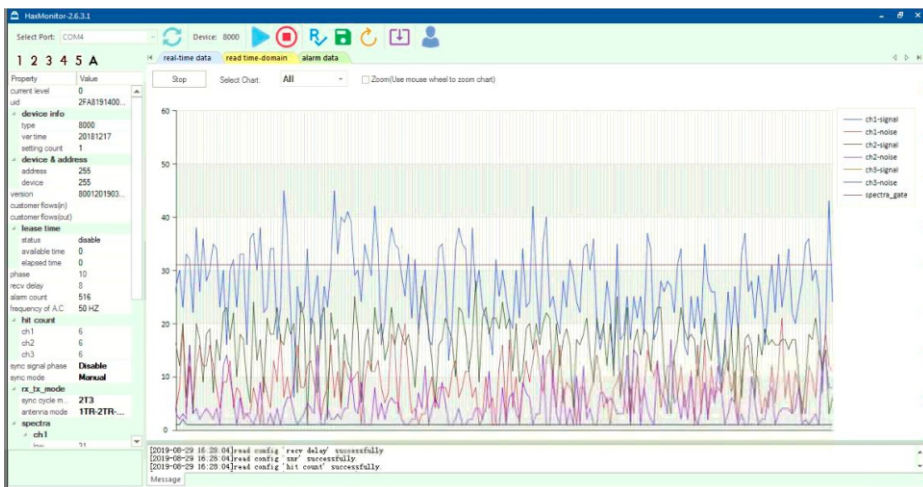 HaxMonitor-2.6.3.1
Select Port: COM4
Device: 8000
1 2 3 4 5 A
real-time data read time-domain alarm data
Stop Select Chart: All Zoom(Use mouse wheel to zoom chart)
Property Value
current level 0
uid 2FA8191400...
device info
type 8000
ver time 20181217
setting count 1
device & address
address 255
device 255
version 8001201903...
customer flows(in)
customer flows(out)
lease time
status disable
available time 0
elapsed time 0
phase 10
recv delay 8
alarm count 516
frequency of A.C 50 HZ
hit count
ch1 6
ch2 6
ch3 6
sync signal phase Disable
sync mode Manual
rx_tx_mode
sync cycle m... 2T3
antenna mode 1TR-2TR-...
spectra
ch1
60
50
40
30
20
10
0
ch1-signal
ch1-noise
ch2-signal
ch2-noise
ch3-signal
ch3-noise
spectra_gate
[2019-08-29 16:28:04]read config 'recv delay' successfully
[2019-08-29 16:28:04]read config 'snr' successfully.
[2019-08-29 16:28:04]read config 'hit count' successfully.
Message